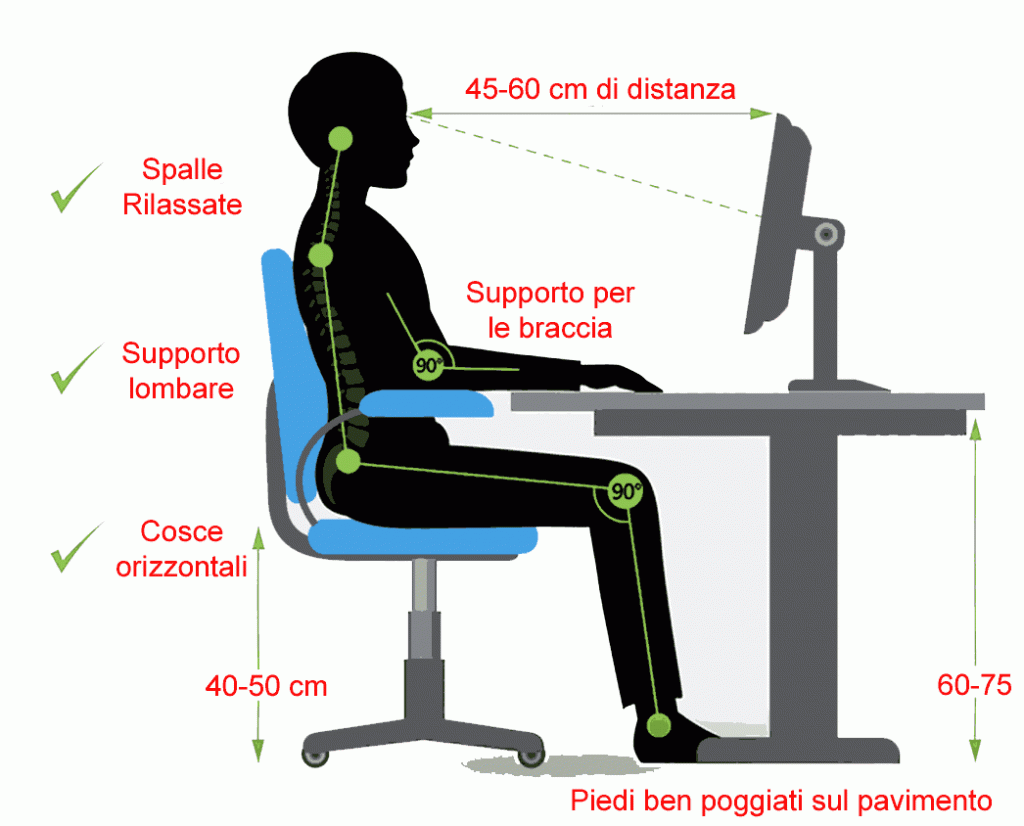 45-60 cm di distanza
Spalle
Rilassate
Supporto per
le braccia
Supporto
lombare
90°
90°
Cosce
orizzontali
40-50 cm
60-75
Piedi ben poggiati sul pavimento